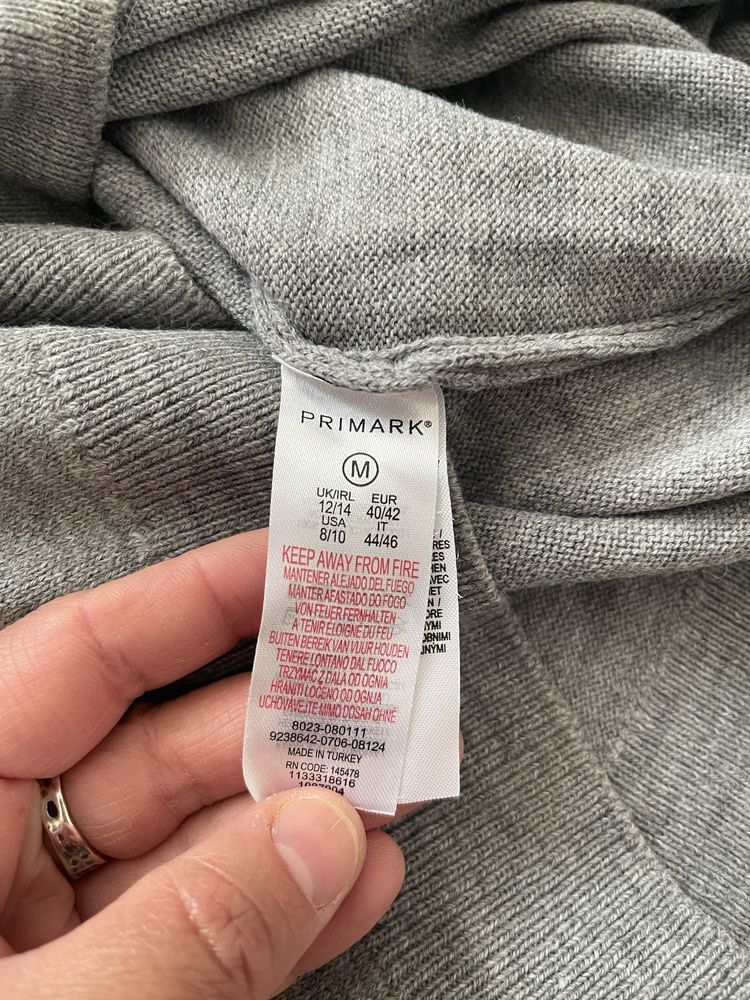 PRIMARK®
M
UK/IRL EUR
12/14 40/42
USA IT
8/10 44/46
KEEP AWAY FROM FIRE
MANTENER ALEJADO DEL FUEGO
MANTER AFASTADO DO FOGO
VON FEUER FERNHALTEN
A TENIR ÉLOIGNÉ DU FEU
BUITEN BEREIK VAN VUUR HOUDEN
TENERE LONTANO DAL FUOCO
TRZYMAĆ Z DALA OD OGNIA
HRANITI LOČENO OD OGNJA
UCHOVÁVEJTE MIMO DOSAH OHNĚ
8023-080111
9238642-0706-08124
MADE IN TURKEY
RN CODE: 145478
1133318616